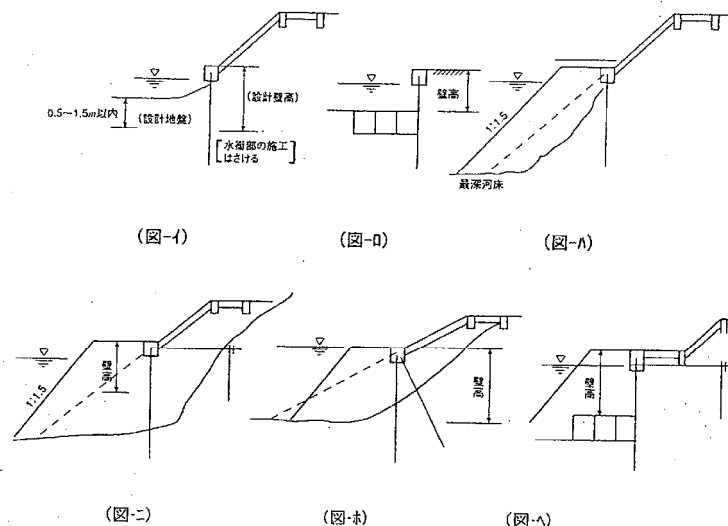 0.5～1.5m以内
(設計地盤)
(設計壁高)
水衝部の施工
はさける
(図-イ)
壁高
(図-ロ)
1:1.5
最深河床
(図-ハ)
壁高
1:1.5
(図-ニ)
壁高
(図-ホ)
壁高
(図-ヘ)